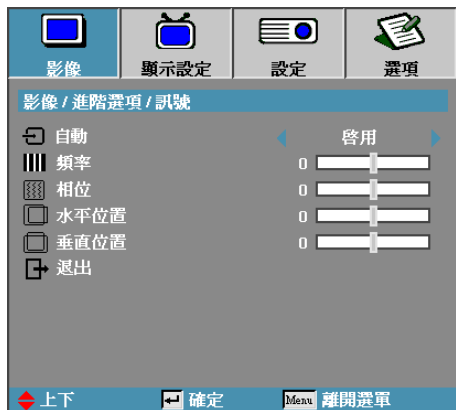 影像 顯示設定 設定 選項
影像 / 進階選項 / 訊號
自動 啓用
頻率 0
相位 0
水平位置 0
垂直位置 0
退出
上下 確定 Menu 離開選單